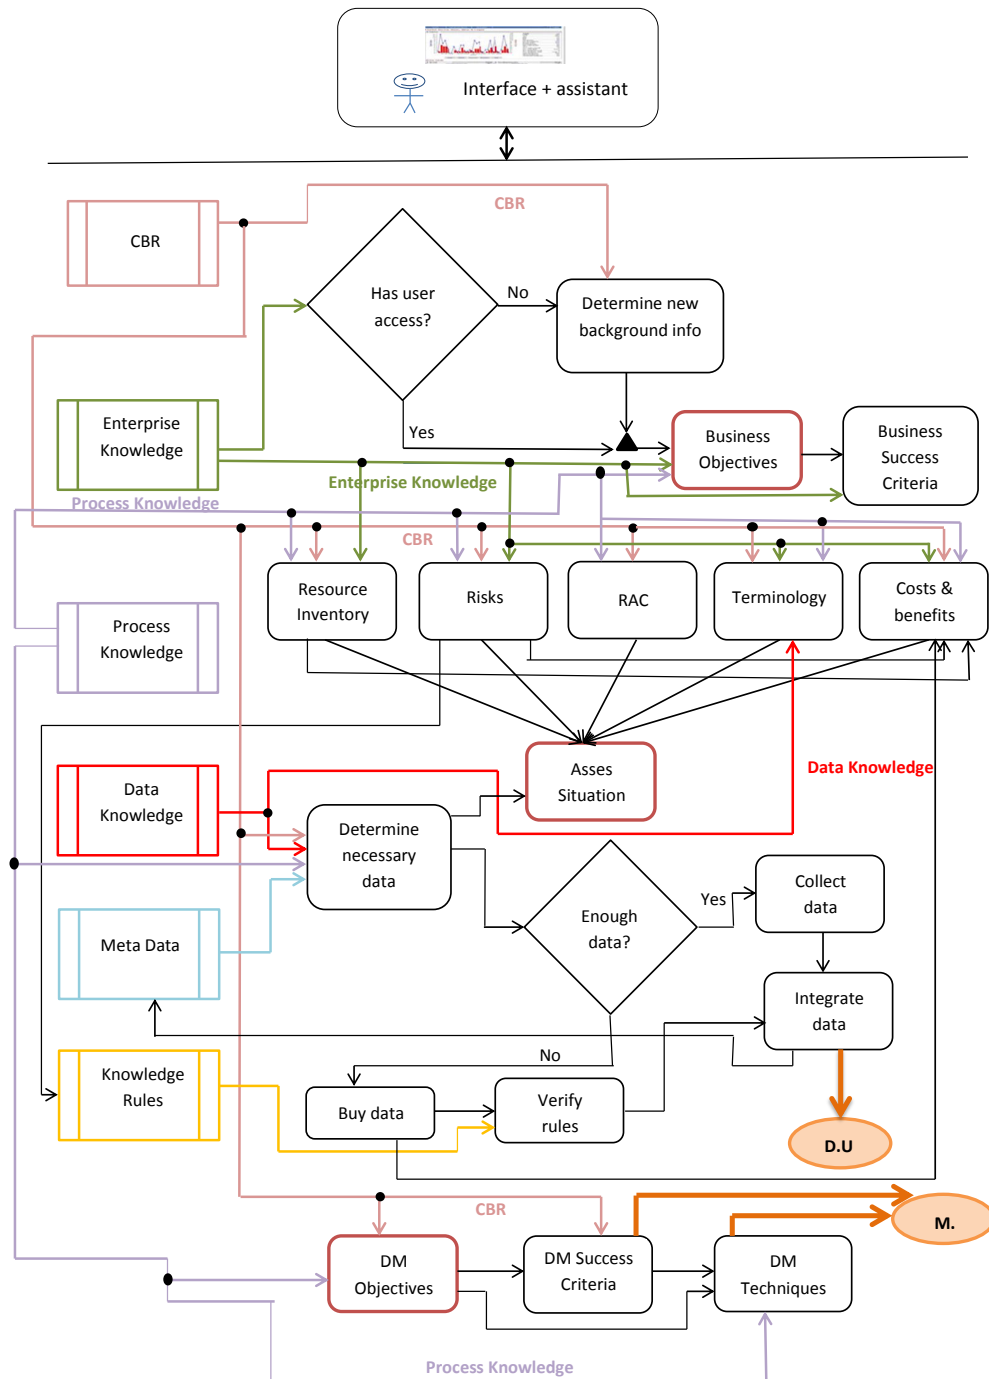 Interface + assistant
CBR
CBR
Has user
access?
No
Determine new
background info
Enterprise
Knowledge
Yes
Business
Objectives
Business
Success
Criteria
Enterprise Knowledge
Process Knowledge
CBR
Resource
Inventory
Risks
RAC
Terminology
Costs &
benefits
Process
Knowledge
Data Knowledge
Asses
Situation
Data
Knowledge
Determine
necessary
data
Enough
data?
Yes
Collect
data
Meta Data
Integrate
data
No
Knowledge
Rules
Buy data
Verify
rules
D.U
CBR
M.
DM
Objectives
DM Success
Criteria
DM
Techniques
Process Knowledge